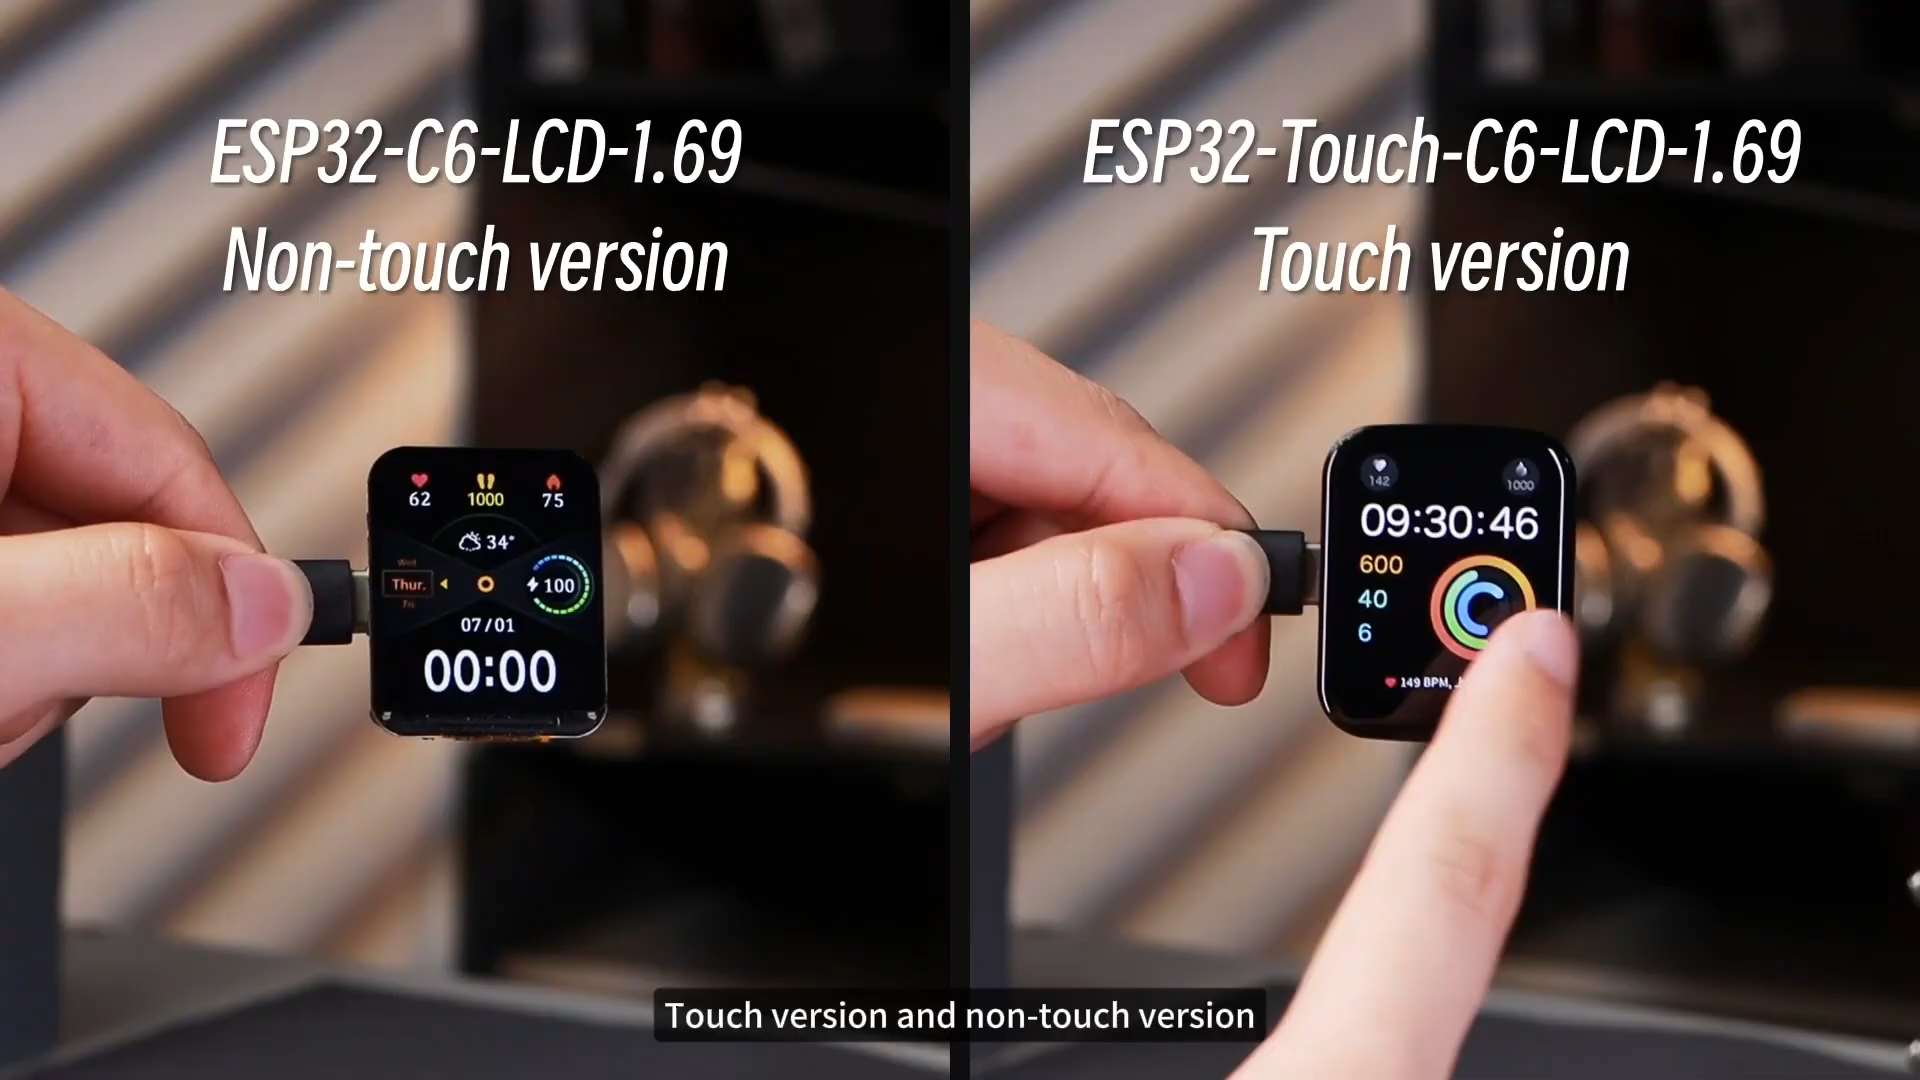 ESP32-C6-LCD-1.69
Non-touch version
62 1000 75
34°
Wed
Thur.
Fri
100
07/01
00:00
ESP32-Touch-C6-LCD-1.69
Touch version
142 1000
09:30:46
600
40
6
149 BPM,
Touch version and non-touch version